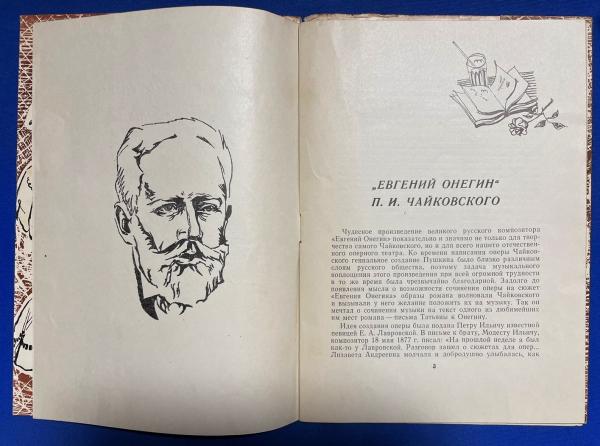 „ЕВГЕНИЙ ОНЕГИН“
П. И. ЧАЙКОВСКОГО
Чудесное произведение великого русского композитора
«Евгений Онегин» показательно и значимо не только для твор-
чества самого Чайковского, но и для всего нашего отечествен-
ного оперного театра. Ко времени написания оперы Чайков-
ского гениальное создание Пушкина было близко различным
слоям русского общества, поэтому задача музыкального
воплощения этого произведения при всей огромной трудности
в то же время была чрезвычайно благодарной. Задолго до
появления мысли о возможности сочинения оперы на сюжет
«Евгения Онегина» образы романа волновали Чайковского
и вызывали у него желание положить их на музыку. Так он
мечтал о сочинении музыки на текст одного из любимейших
им мест романа — письма Татьяны к Онегину.
Идея создания оперы была подана Петру Ильичу известной
певицей Е. А. Лавровской. В письме к брату, Модесту Ильичу,
композитор 18 мая 1877 г. писал: «На прошлой неделе я был
как-то у Лавровской. Разговор зашел о сюжетах для опер...
Лизавета Андреевна молчала и добродушно улыбалась, как
3